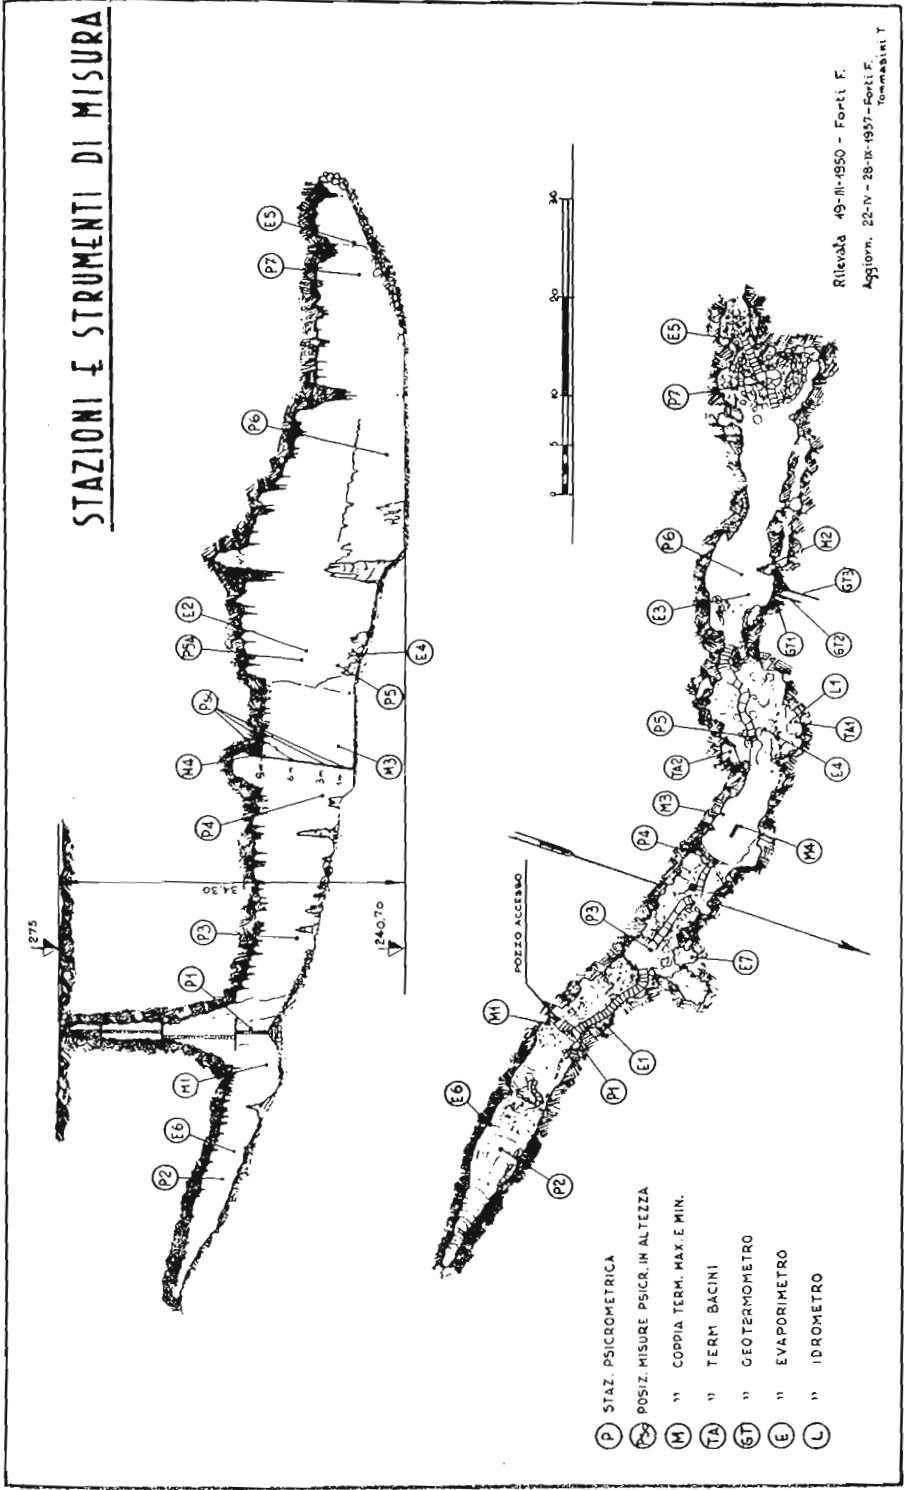 STAZIONI E STRUMENTI DI MISURA
275
240,70
34,30
P2
E6
M1
P1
P3
P4
M4
9m
6m
3m
1m
M3
P5
E4
E2
P6
P7
E5
0 5 10 20 30
POZZO ACCESSO
E6
P2
M1
P1
E1
P3
E7
P4
M3
M4
TA2
P5
E4
TA1
L1
E3
P6
GT1
GT2
GT3
M2
P7
E5
P STAZ. PSICROMETRICA
POSIZ. MISURE PSICR. IN ALTEZZA
M " COPPIA TERM. MAX. E MIN.
TA " TERM BACINI
GT " GEOTERMOMETRO
E " EVAPORIMETRO
L " IDROMETRO
Rilevata 19-III-1950 - Forti F.
Aggiorn. 22-IV - 28-IX-1957 - Forti F.
Tommasini T